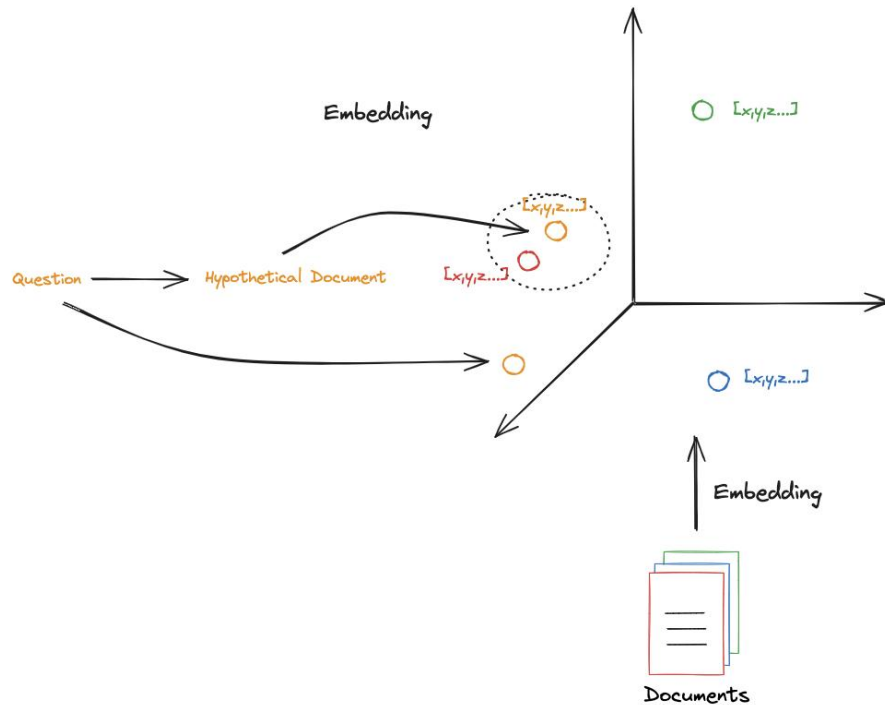 Embedding
[x,y,z...]
[x,y,z...]
Question
Hypothetical Document
[x,y,z...]
[x,y,z...]
Embedding
Documents